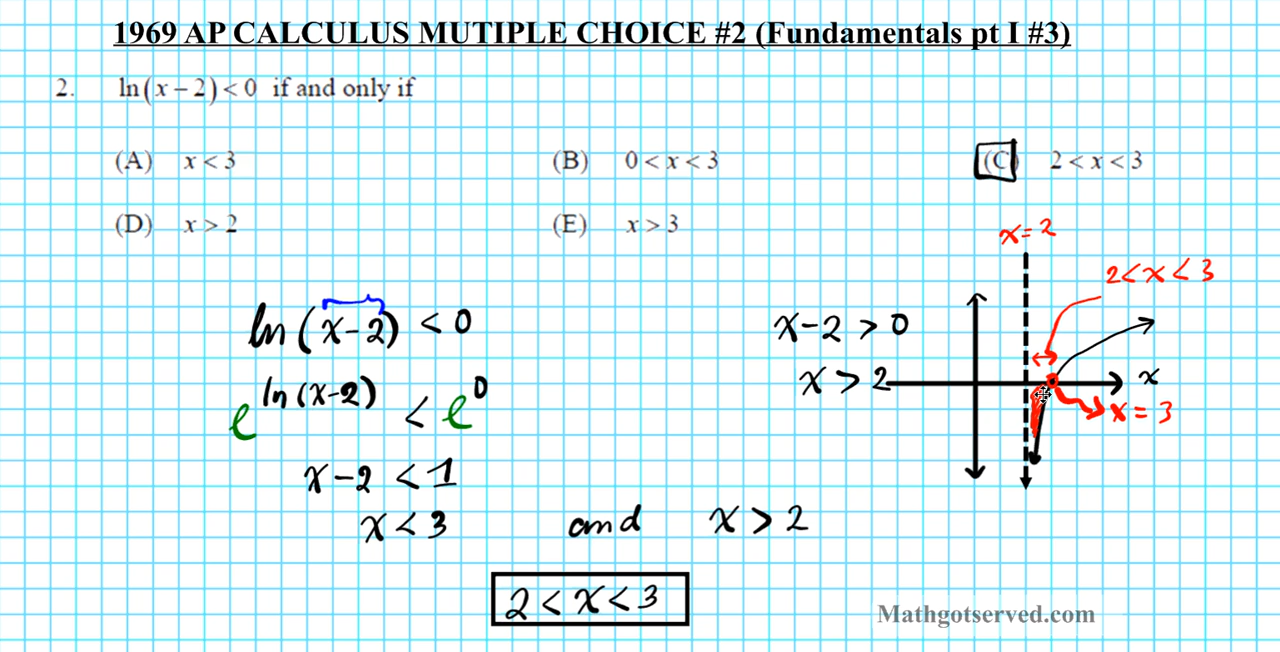 1969 AP CALCULUS MUTIPLE CHOICE #2 (Fundamentals pt I #3)
2. ln(x − 2) < 0 if and only if
(A) x < 3 (B) 0 < x < 3 (C) 2 < x < 3
(D) x > 2 (E) x > 3
x = 2
2 < x < 3
ln(x-2) < 0
x-2 > 0
x > 2
x
e^ln(x-2) < e^0
x = 3
x-2 < 1
x < 3 and x > 2
2 < x < 3
Mathgotserved.com